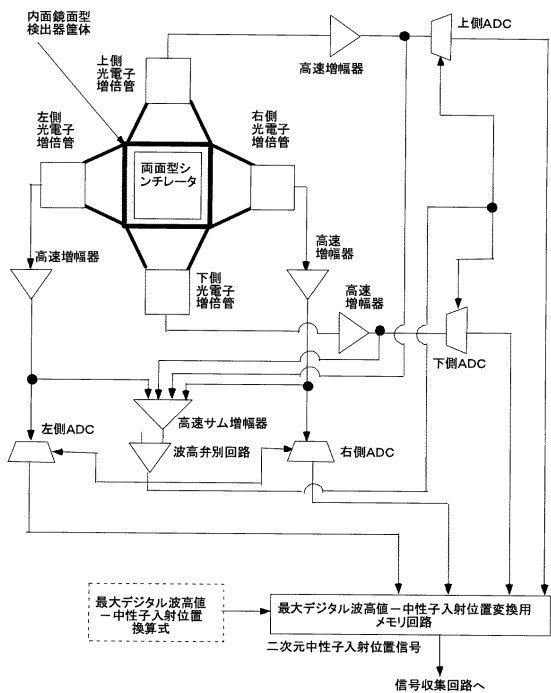 内面鏡面型
検出器筐体
上側
光電子
増倍管
高速増幅器
上側ADC
左側
光電子
増倍管
右側
光電子
増倍管
両面型シ
ンチレータ
高速増幅器
高速
増幅器
下側
光電子
増倍管
高速
増幅器
下側ADC
高速サム増幅器
左側ADC
波高弁別回路
右側ADC
最大デジタル波高値
－中性子入射位置
換算式
最大デジタル波高値－中性子入射位置変換用
メモリ回路
二次元中性子入射位置信号
信号収集回路へ